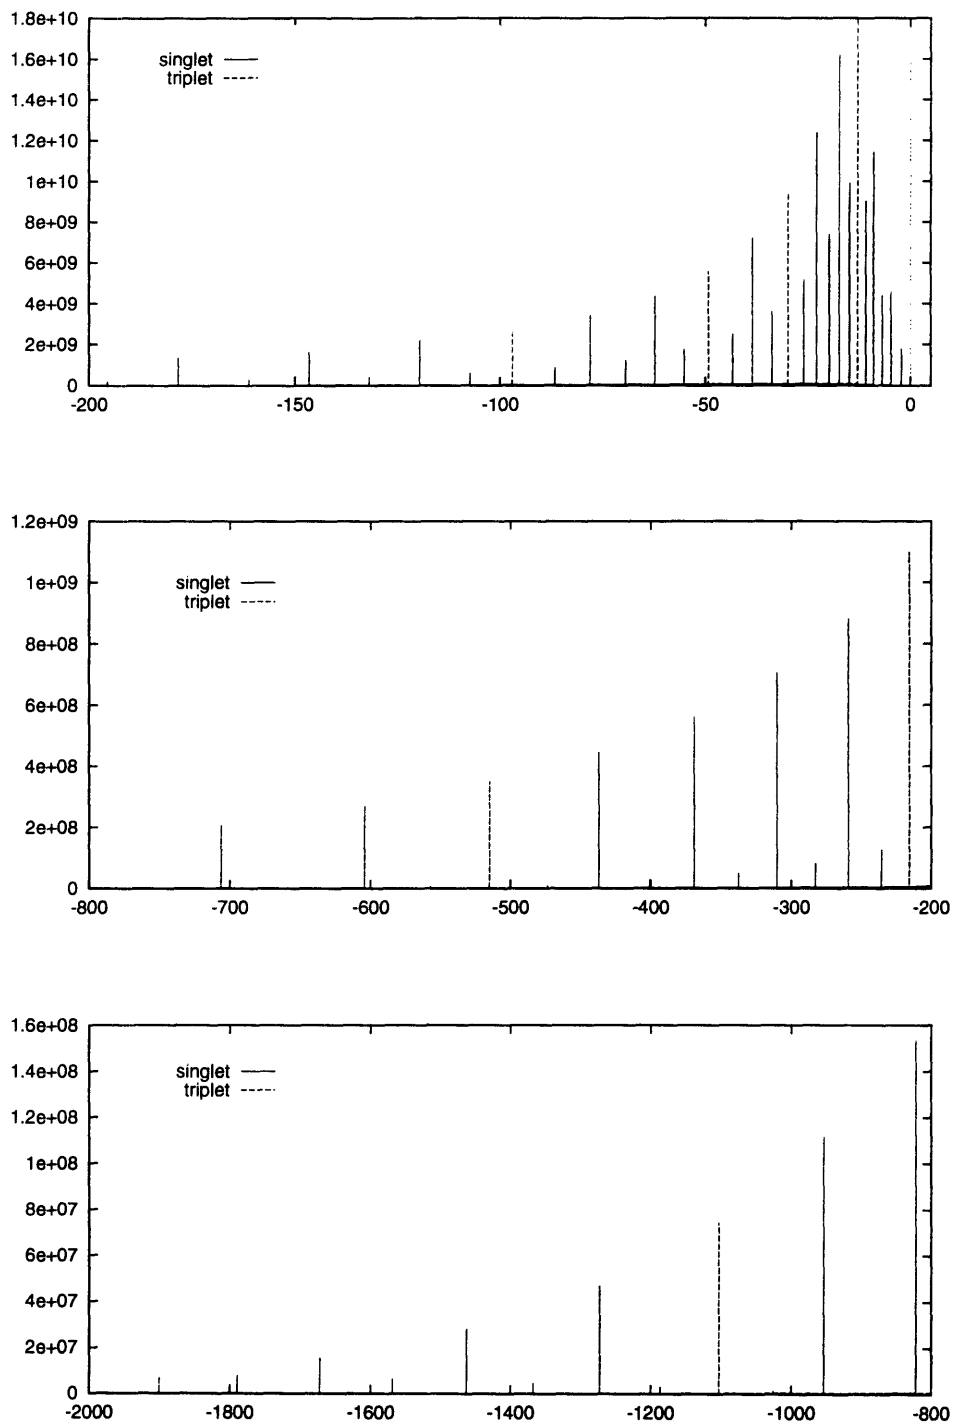 1.8e+10
1.6e+10
1.4e+10
1.2e+10
1e+10
8e+09
6e+09
4e+09
2e+09
0
singlet
triplet
-200 -150 -100 -50 0
1.2e+09
1e+09
8e+08
6e+08
4e+08
2e+08
0
singlet
triplet
-800 -700 -600 -500 -400 -300 -200
1.6e+08
1.4e+08
1.2e+08
1e+08
8e+07
6e+07
4e+07
2e+07
0
singlet
triplet
-2000 -1800 -1600 -1400 -1200 -1000 -800